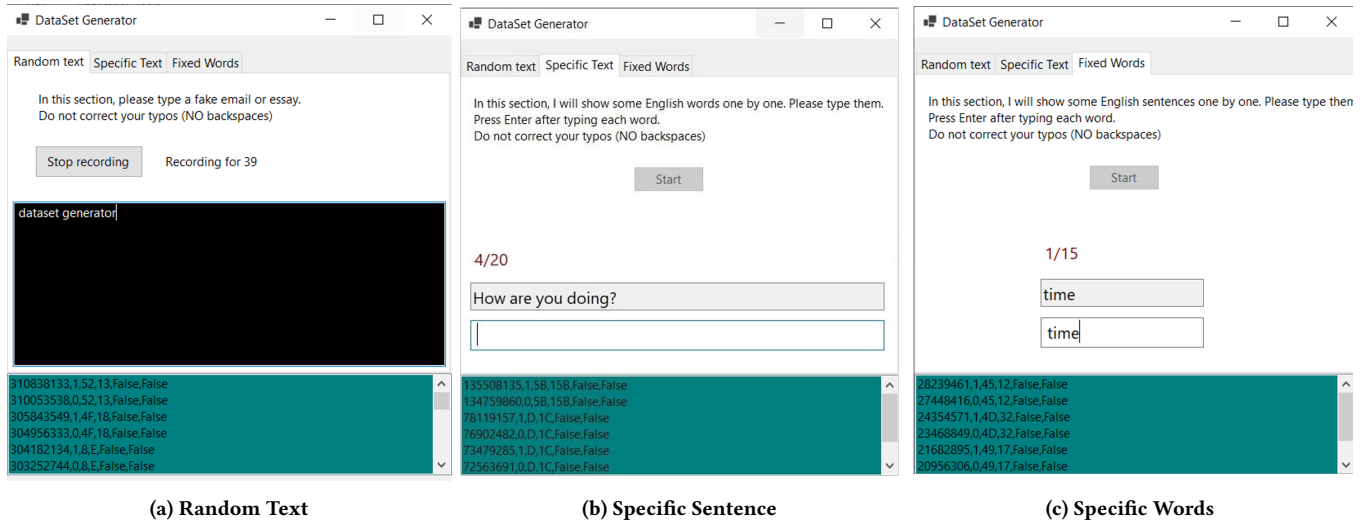 DataSet Generator
Random text Specific Text Fixed Words
In this section, please type a fake email or essay.
Do not correct your typos (NO backspaces)
Stop recording Recording for 39
dataset generator
310838133,1,52,13,False,False
310053538,0,52,13,False,False
305843549,1,4F,18,False,False
304956333,0,4F,18,False,False
304182134,1,8,E,False,False
303252744,0,8,E,False,False
(a) Random Text
DataSet Generator
Random text Specific Text Fixed Words
In this section, I will show some English words one by one. Please type them.
Press Enter after typing each word.
Do not correct your typos (NO backspaces)
Start
4/20
How are you doing?
135508135,1,5B,15B,False,False
134759860,0,5B,15B,False,False
78119157,1,D,1C,False,False
76902482,0,D,1C,False,False
73479285,1,D,1C,False,False
72563691,0,D,1C,False,False
(b) Specific Sentence
DataSet Generator
Random text Specific Text Fixed Words
In this section, I will show some English sentences one by one. Please type them
Press Enter after typing each word.
Do not correct your typos (NO backspaces)
Start
1/15
time
time
28239461,1,45,12,False,False
27448416,0,45,12,False,False
24354571,1,4D,32,False,False
23468849,0,4D,32,False,False
21682895,1,49,17,False,False
20956306,0,49,17,False,False
(c) Specific Words